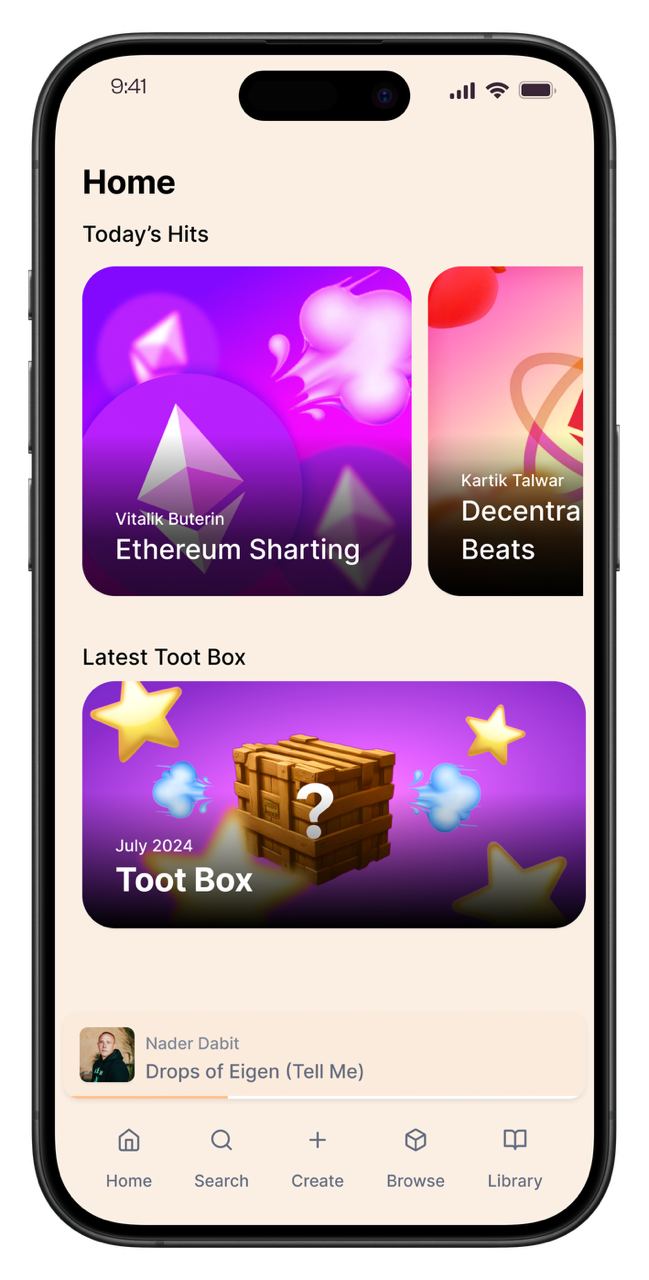 9:41
Home
Today’s Hits
Vitalik Buterin
Ethereum Sharting
Kartik Talwar
Decentra
Beats
Latest Toot Box
?
July 2024
Toot Box
Nader Dabit
Drops of Eigen (Tell Me)
Home Search Create Browse Library